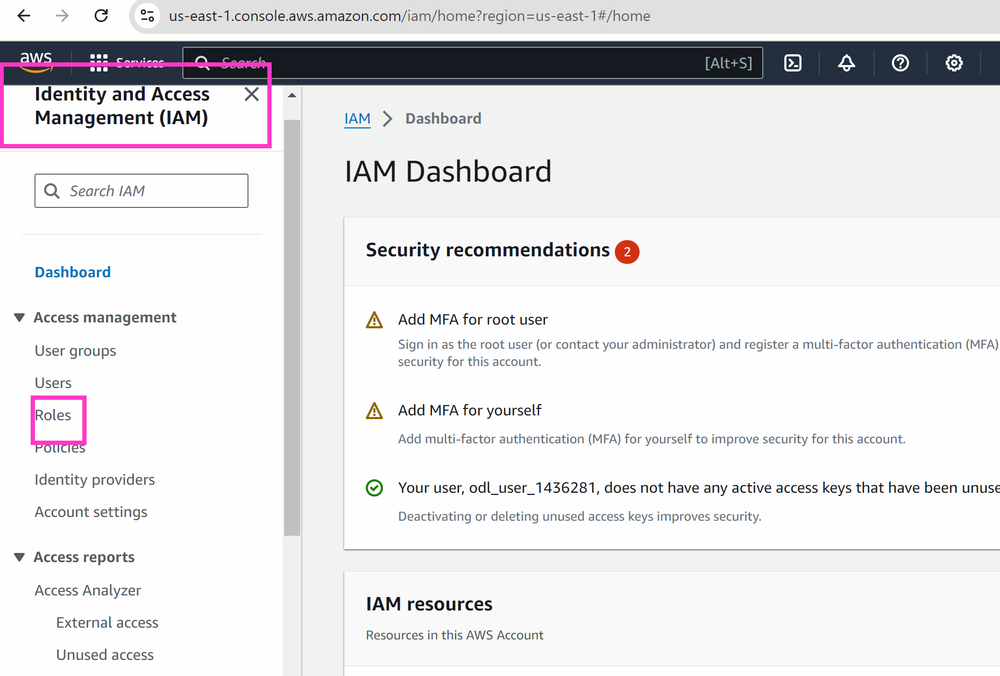 us-east-1.console.aws.amazon.com/iam/home?region=us-east-1#/home
aws
Services
Search
[Alt+S]
Identity and Access
Management (IAM)
Search IAM
Dashboard
Access management
User groups
Users
Roles
Policies
Identity providers
Account settings
Access reports
Access Analyzer
External access
Unused access
IAM
Dashboard
IAM Dashboard
Security recommendations 2
Add MFA for root user
Sign in as the root user (or contact your administrator) and register a multi-factor authentication (MFA)
security for this account.
Add MFA for yourself
Add multi-factor authentication (MFA) for yourself to improve security for this account.
Your user, odl_user_1436281, does not have any active access keys that have been unuse
Deactivating or deleting unused access keys improves security.
IAM resources
Resources in this AWS Account